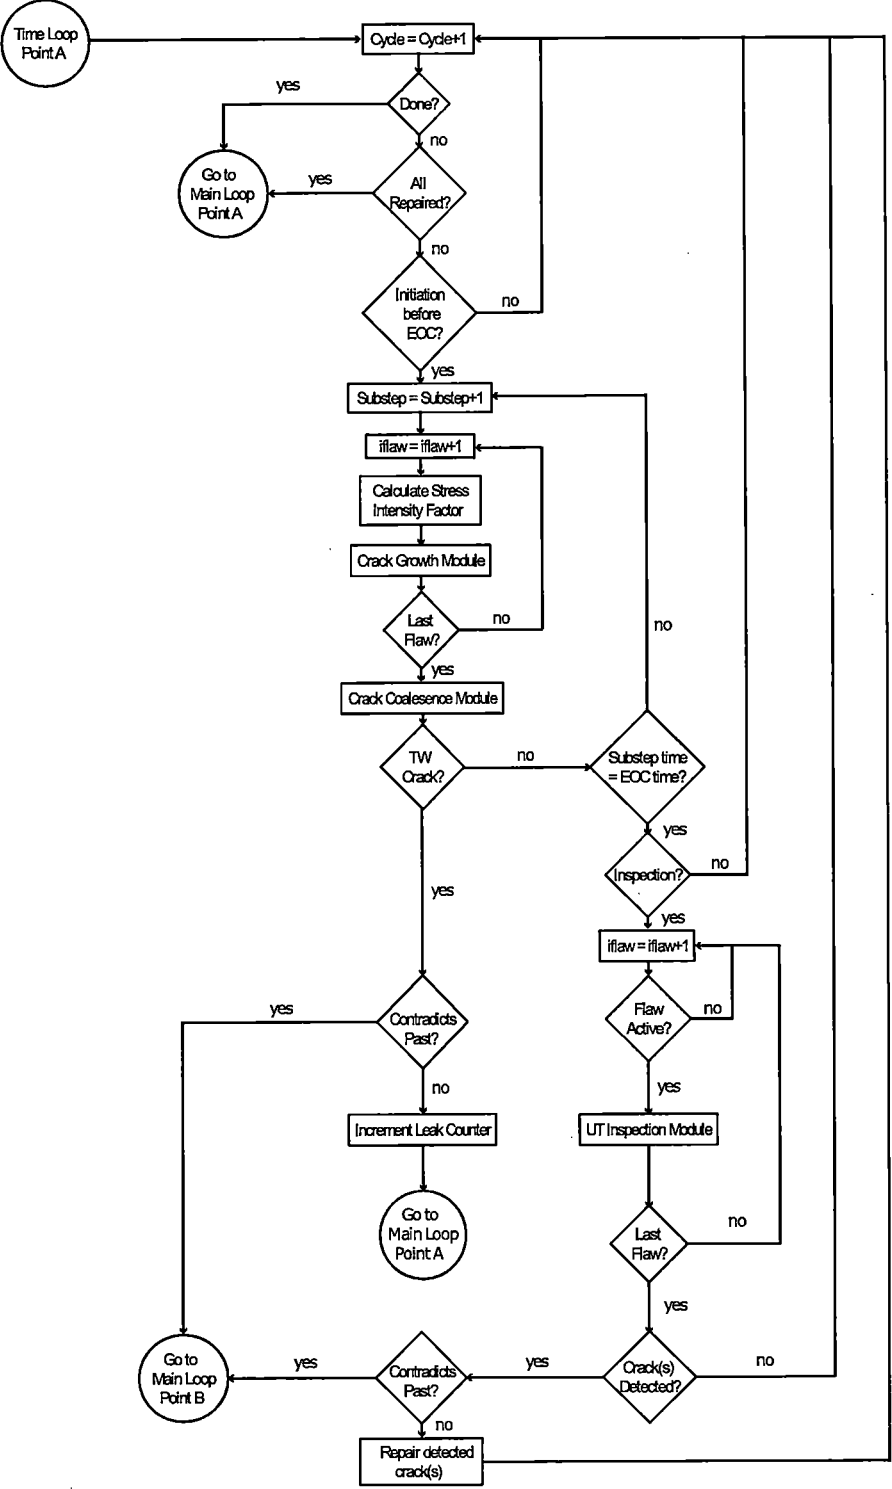 Time Loop
Point A
Cycle = Cycle+1
yes
Done?
no
Go to
Main Loop
Point A
yes
All
Repaired?
no
Initiation
before
EOC?
no
yes
Substep = Substep+1
iflaw = iflaw+1
Calculate Stress
Intensity Factor
Crack Growth Module
Last
Flaw?
no
no
yes
Crack Coalesence Module
TW
Crack?
no
Substep time
= EOC time?
yes
Inspection?
no
yes
yes
iflaw = iflaw+1
Flaw
Active?
no
yes
Contradicts
Past?
yes
no
Increment Leak Counter
UT Inspection Module
Go to
Main Loop
Point A
Last
Flaw?
no
yes
Go to
Main Loop
Point B
yes
Contradicts
Past?
yes
Crack(s)
Detected?
no
no
Repair detected
crack(s)